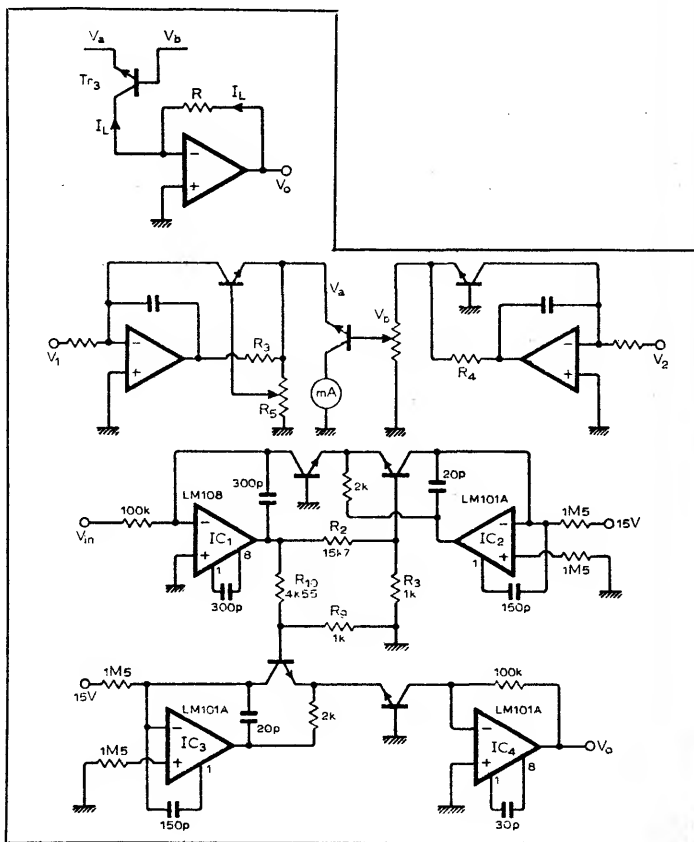 Va Vb
Tr3
R IL
IL
−
+
Vo
Va
Vb
V1
−
+
R3
R5
mA
R4
−
+
V2
300p
2k
20p
100k
LM108
LM101A
1M5
Vin
−
IC1
+
R2
15k7
−
IC2
+
15V
1 8
1
1M5
300p
R10
R3
1k
150p
R9
1k
1M5
15V
100k
LM101A
20p
2k
LM101A
1M5
−
IC3
+
1
−
IC4
+
8
Vo
1
150p
30p